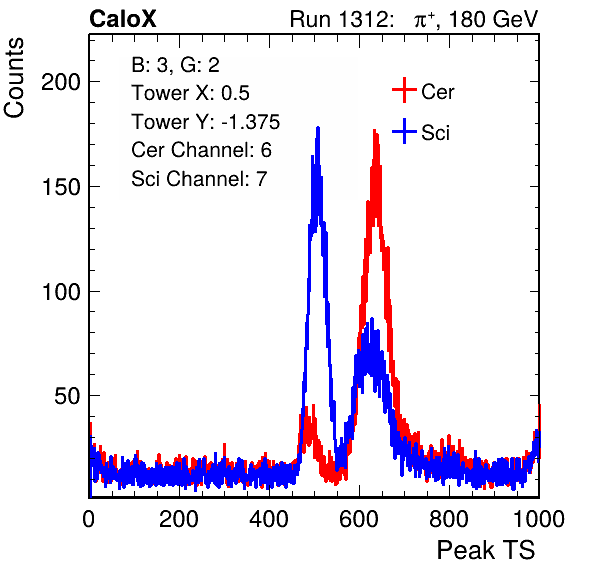 CaloX Run 1312: π⁺, 180 GeV
Counts
B: 3, G: 2
Tower X: 0.5
Tower Y: -1.375
Cer Channel: 6
Sci Channel: 7
Cer
Sci
200
150
100
50
0 200 400 600 800 1000
Peak TS